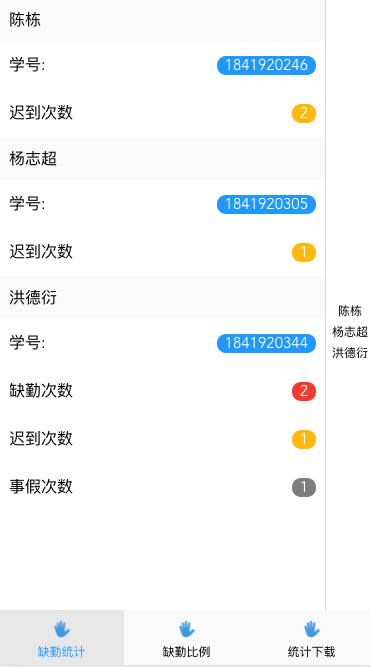 陈栋
学号: 1841920246
迟到次数 2
杨志超
学号: 1841920305
迟到次数 1
洪德衍
学号: 1841920344
缺勤次数 2
迟到次数 1
事假次数 1
陈栋
杨志超
洪德衍
缺勤统计 缺勤比例 统计下载